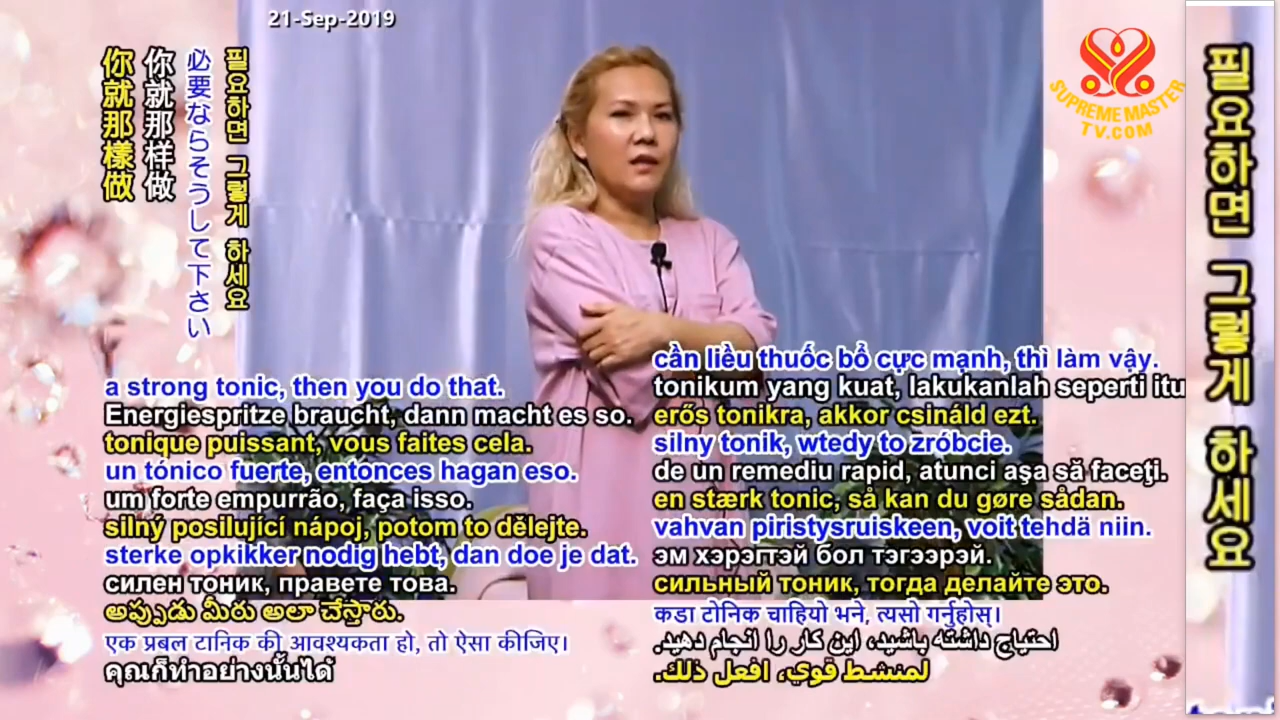 21-Sep-2019
SUPREME MASTER
TV.COM
필요하면 그렇게 하세요
必要ならそうして下さい
你就那样做
你就那樣做
a strong tonic, then you do that.
Energiespritze braucht, dann macht es so.
tonique puissant, vous faites cela.
un tónico fuerte, entonces hagan eso.
um forte empurrão, faça isso.
silný posilující nápoj, potom to dělejte.
sterke opkikker nodig hebt, dan doe je dat.
силен тоник, правете това.
అప్పుడు మీరు అలా చేస్తారు.
एक प्रबल टानिक की आवश्यकता हो, तो ऐसा कीजिए।
คุณก็ทำอย่างนั้นได้
cần liều thuốc bổ cực mạnh, thì làm vậy.
tonikum yang kuat, lakukanlah seperti itu
erős tonikra, akkor csináld ezt.
silny tonik, wtedy to zróbcie.
de un remediu rapid, atunci aşa să faceţi.
en stærk tonic, så kan du gøre sådan.
vahvan piristysruiskeen, voit tehdä niin.
эм хэрэгтэй бол тэгээрэй.
сильный тоник, тогда делайте это.
कडा टोनिक चाहियो भने, त्यसो गर्नुहोस्।
احتیاج داشته باشید، این کار را انجام دهید.
لمنشط قوي، افعل ذلك.
필요하면 그렇게 하세요